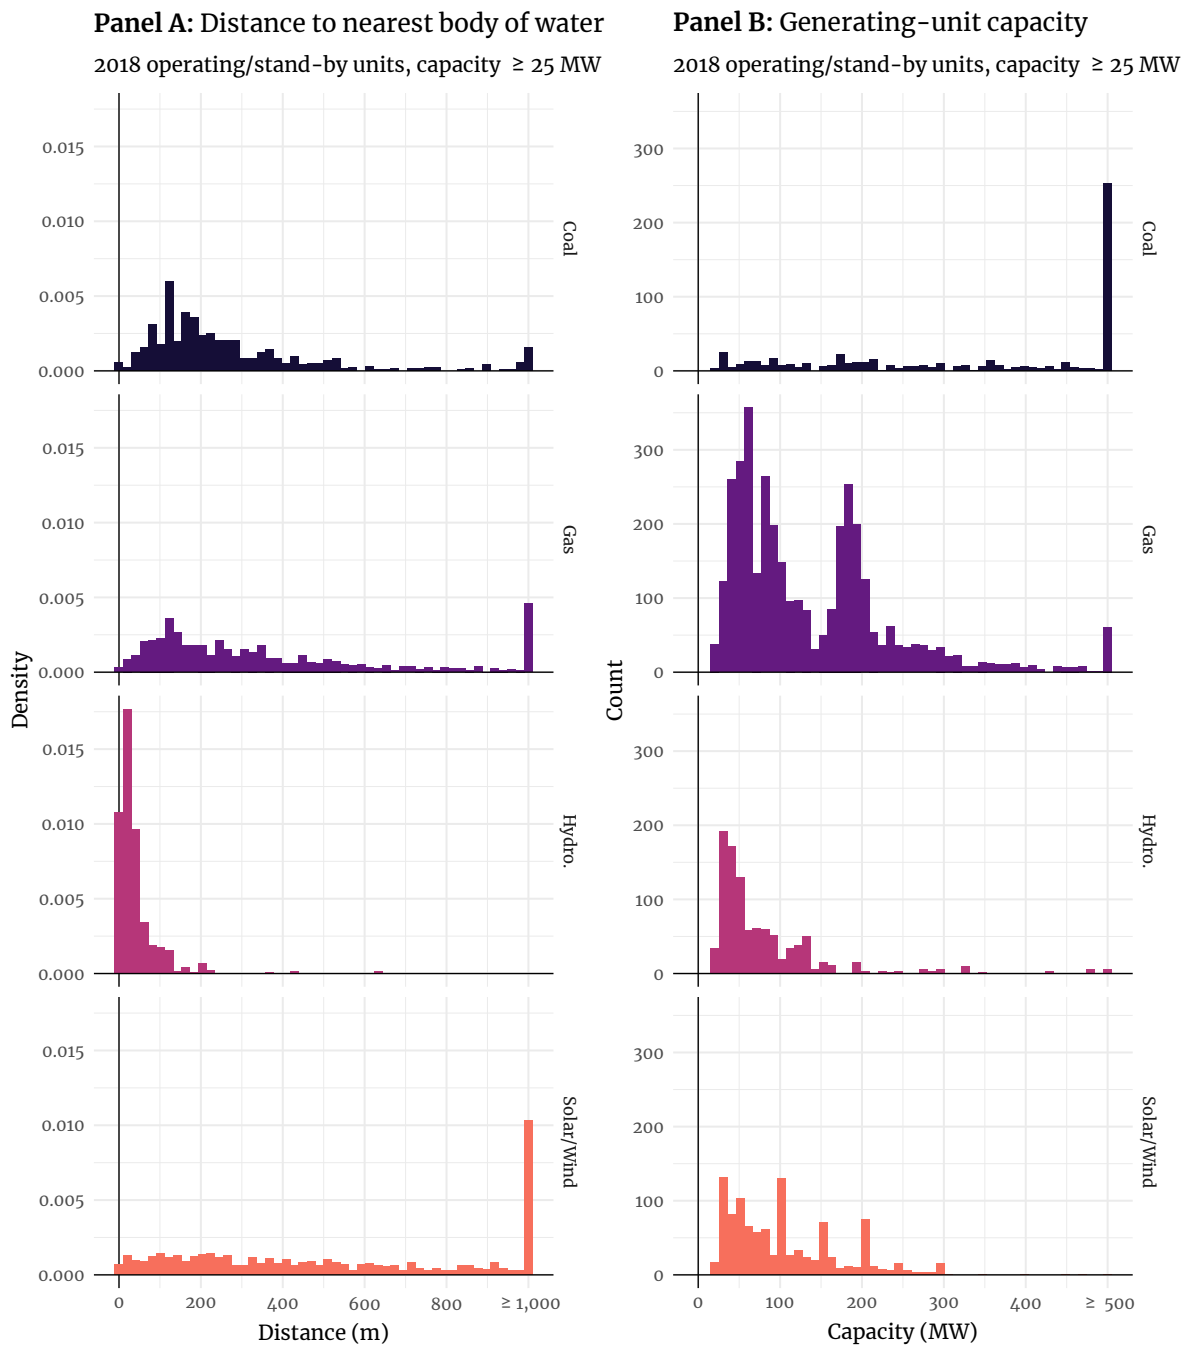 Panel A: Distance to nearest body of water
2018 operating/stand-by units, capacity ≥ 25 MW
Density
0.015
0.010
0.005
0.000
Coal
0.015
0.010
0.005
0.000
Gas
0.015
0.010
0.005
0.000
Hydro.
0.015
0.010
0.005
0.000
Solar/Wind
0 200 400 600 800 ≥ 1,000
Distance (m)
Panel B: Generating-unit capacity
2018 operating/stand-by units, capacity ≥ 25 MW
Count
300
200
100
0
Coal
300
200
100
0
Gas
300
200
100
0
Hydro.
300
200
100
0
Solar/Wind
0 100 200 300 400 ≥ 500
Capacity (MW)